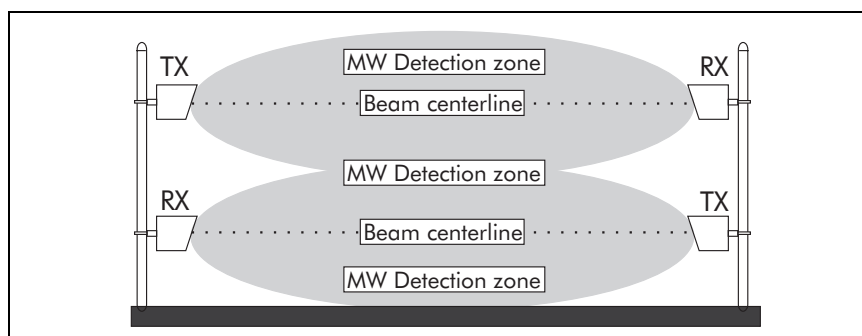 MW Detection zone
TX
RX
Beam centerline
MW Detection zone
RX
TX
Beam centerline
MW Detection zone